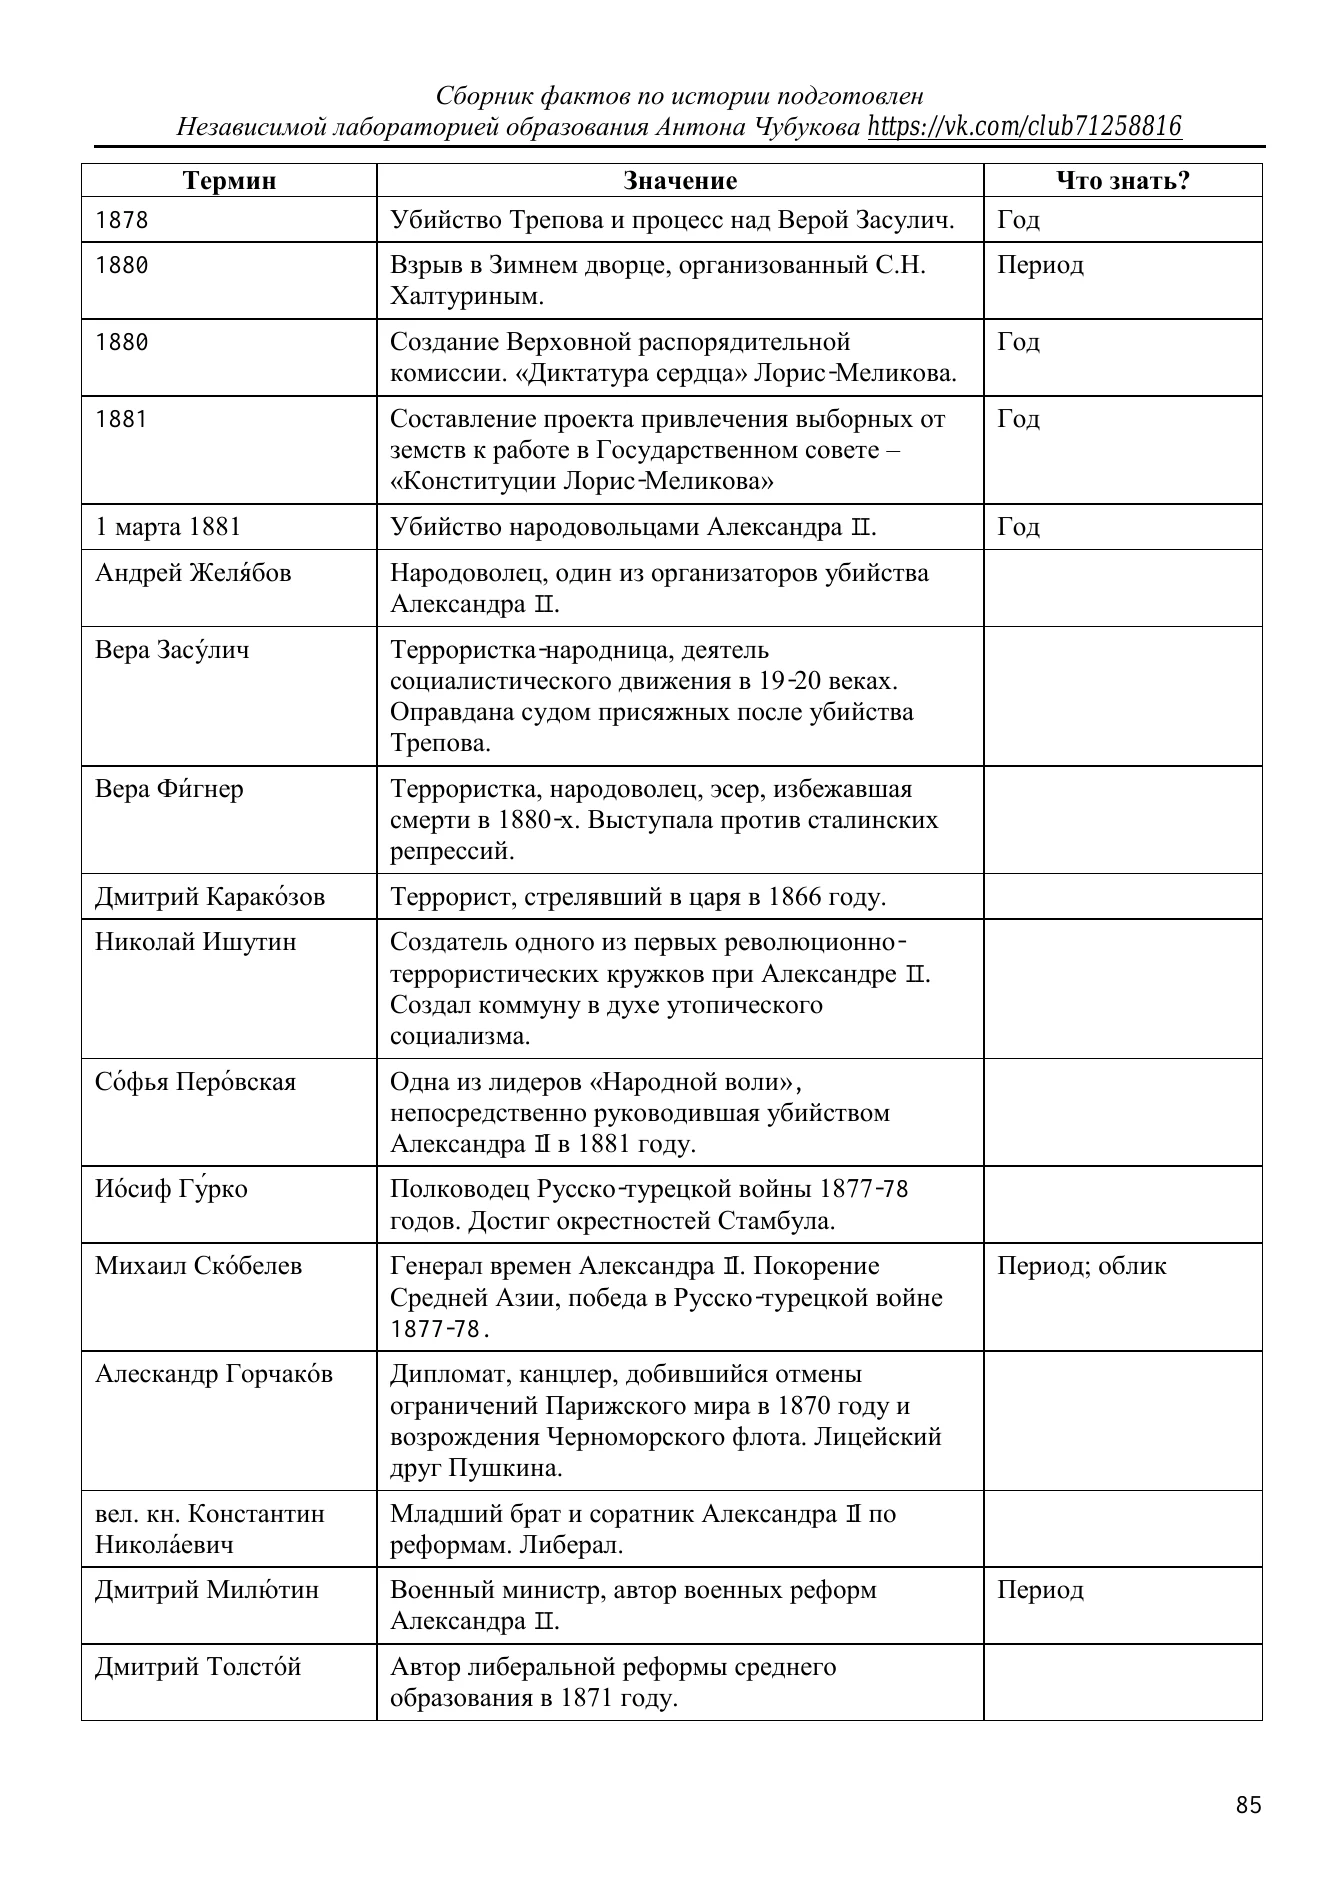 Сборник фактов по истории подготовлен
Независимой лабораторией образования Антона Чубукова https://vk.com/club71258816
Термин Значение Что знать?
1878 Убийство Трепова и процесс над Верой Засулич. Год
1880 Взрыв в Зимнем дворце, организованный С.Н. Период
Халтуриным.
1880 Создание Верховной распорядительной Год
комиссии. «Диктатура сердца» Лорис-Меликова.
1881 Составление проекта привлечения выборных от Год
земств к работе в Государственном совете –
«Конституции Лорис-Меликова»
1 марта 1881 Убийство народовольцами Александра II. Год
Андрей Желя́бов Народоволец, один из организаторов убийства
Александра II.
Вера Засу́лич Террористка-народница, деятель
социалистического движения в 19-20 веках.
Оправдана судом присяжных после убийства
Трепова.
Вера Фи́гнер Террористка, народоволец, эсер, избежавшая
смерти в 1880-х. Выступала против сталинских
репрессий.
Дмитрий Карако́зов Террорист, стрелявший в царя в 1866 году.
Николай Ишутин Создатель одного из первых революционно-
террористических кружков при Александре II.
Создал коммуну в духе утопического
социализма.
Со́фья Перо́вская Одна из лидеров «Народной воли»,
непосредственно руководившая убийством
Александра II в 1881 году.
Ио́сиф Гу́рко Полководец Русско-турецкой войны 1877-78
годов. Достиг окрестностей Стамбула.
Михаил Ско́белев Генерал времен Александра II. Покорение Период; облик
Средней Азии, победа в Русско-турецкой войне
1877-78.
Алескандр Горчако́в Дипломат, канцлер, добившийся отмены
ограничений Парижского мира в 1870 году и
возрождения Черноморского флота. Лицейский
друг Пушкина.
вел. кн. Константин Младший брат и соратник Александра II по
Никола́евич реформам. Либерал.
Дмитрий Милю́тин Военный министр, автор военных реформ Период
Александра II.
Дмитрий Толсто́й Автор либеральной реформы среднего
образования в 1871 году.
85